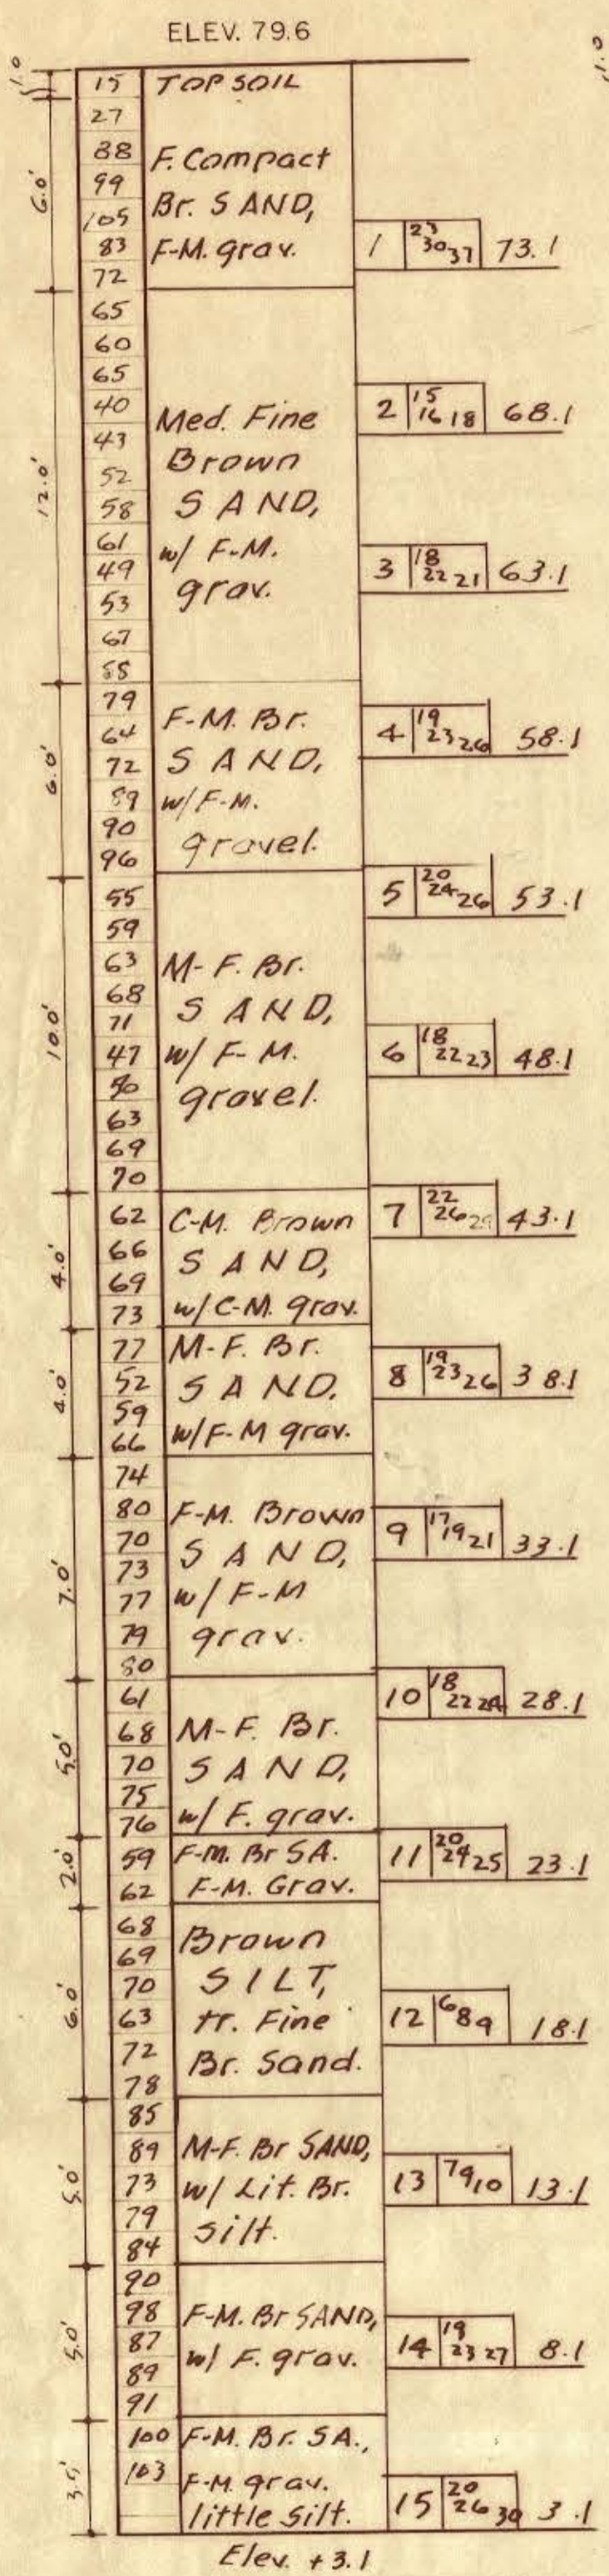 ELEV. 79.6
1.0
1.0
15 TOPSOIL
27
88 F. Compact
99
6.0'
105 Br. SAND,
83 F-M. grav.
1 23 30 37 73.1
72
65
60
65
40 Med. Fine
2 15 16 18 68.1
43
Brown
52
12.0'
58 SAND,
61 w/ F-M.
3 18 22 21 63.1
49
grav.
53
67
55
79 F-M. Br.
4 19 23 26 58.1
64
6.0'
72 SAND,
89 w/ F-M.
90
gravel.
96
5 20 24 26 53.1
55
59
63 M-F. Br.
68
SAND,
71
10.0'
47 w/ F-M.
6 18 22 23 48.1
gravel.
63
69
70
62 C-M. Brown
7 22 26 43.1
66
SAND,
4.0'
69
73 w/ C-M. grav.
77 M-F. Br.
52
8 19 23 26 38.1
4.0'
SAND,
59
66 w/ F-M grav.
74
80 F-M. Brown
9 17 19 21 33.1
70
SAND,
73
7.0'
77 w/ F-M
79 grav.
80
61
10 18 22 24 28.1
68 M-F. Br.
5.0'
70 SAND,
75
76 w/ F. grav.
59 F-M. Br SA.
11 20 24 25 23.1
2.0'
62 F-M. Grav.
68
Brown
69
70 SILT,
6.0'
63 tr. Fine
12 6 8 9 18.1
72
Br. Sand.
78
85
89 M-F. Br SAND,
5.0'
73 w/ Lit. Br.
13 7 9 10 13.1
79
silt.
84
90
98 F-M. Br SAND,
5.0'
87
w/ F. grav.
14 19 23 27 8.1
89
91
100 F-M. Br. SA.,
103
F-M. grav.
3.5'
little silt.
15 20 26 30 3.1
Elev. +3.1